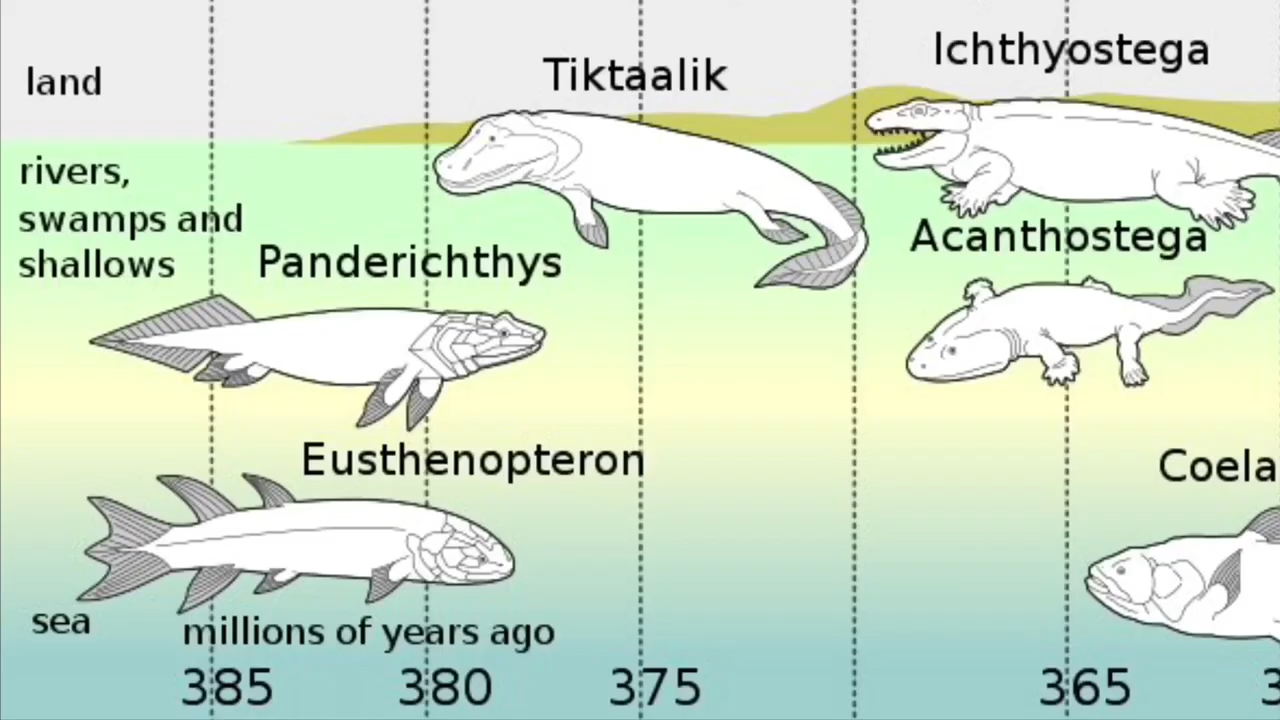 Ichthyostega
Tiktaalik
land
rivers,
swamps and
shallows
Panderichthys
Acanthostega
Eusthenopteron
sea
millions of years ago
385 380 375 365